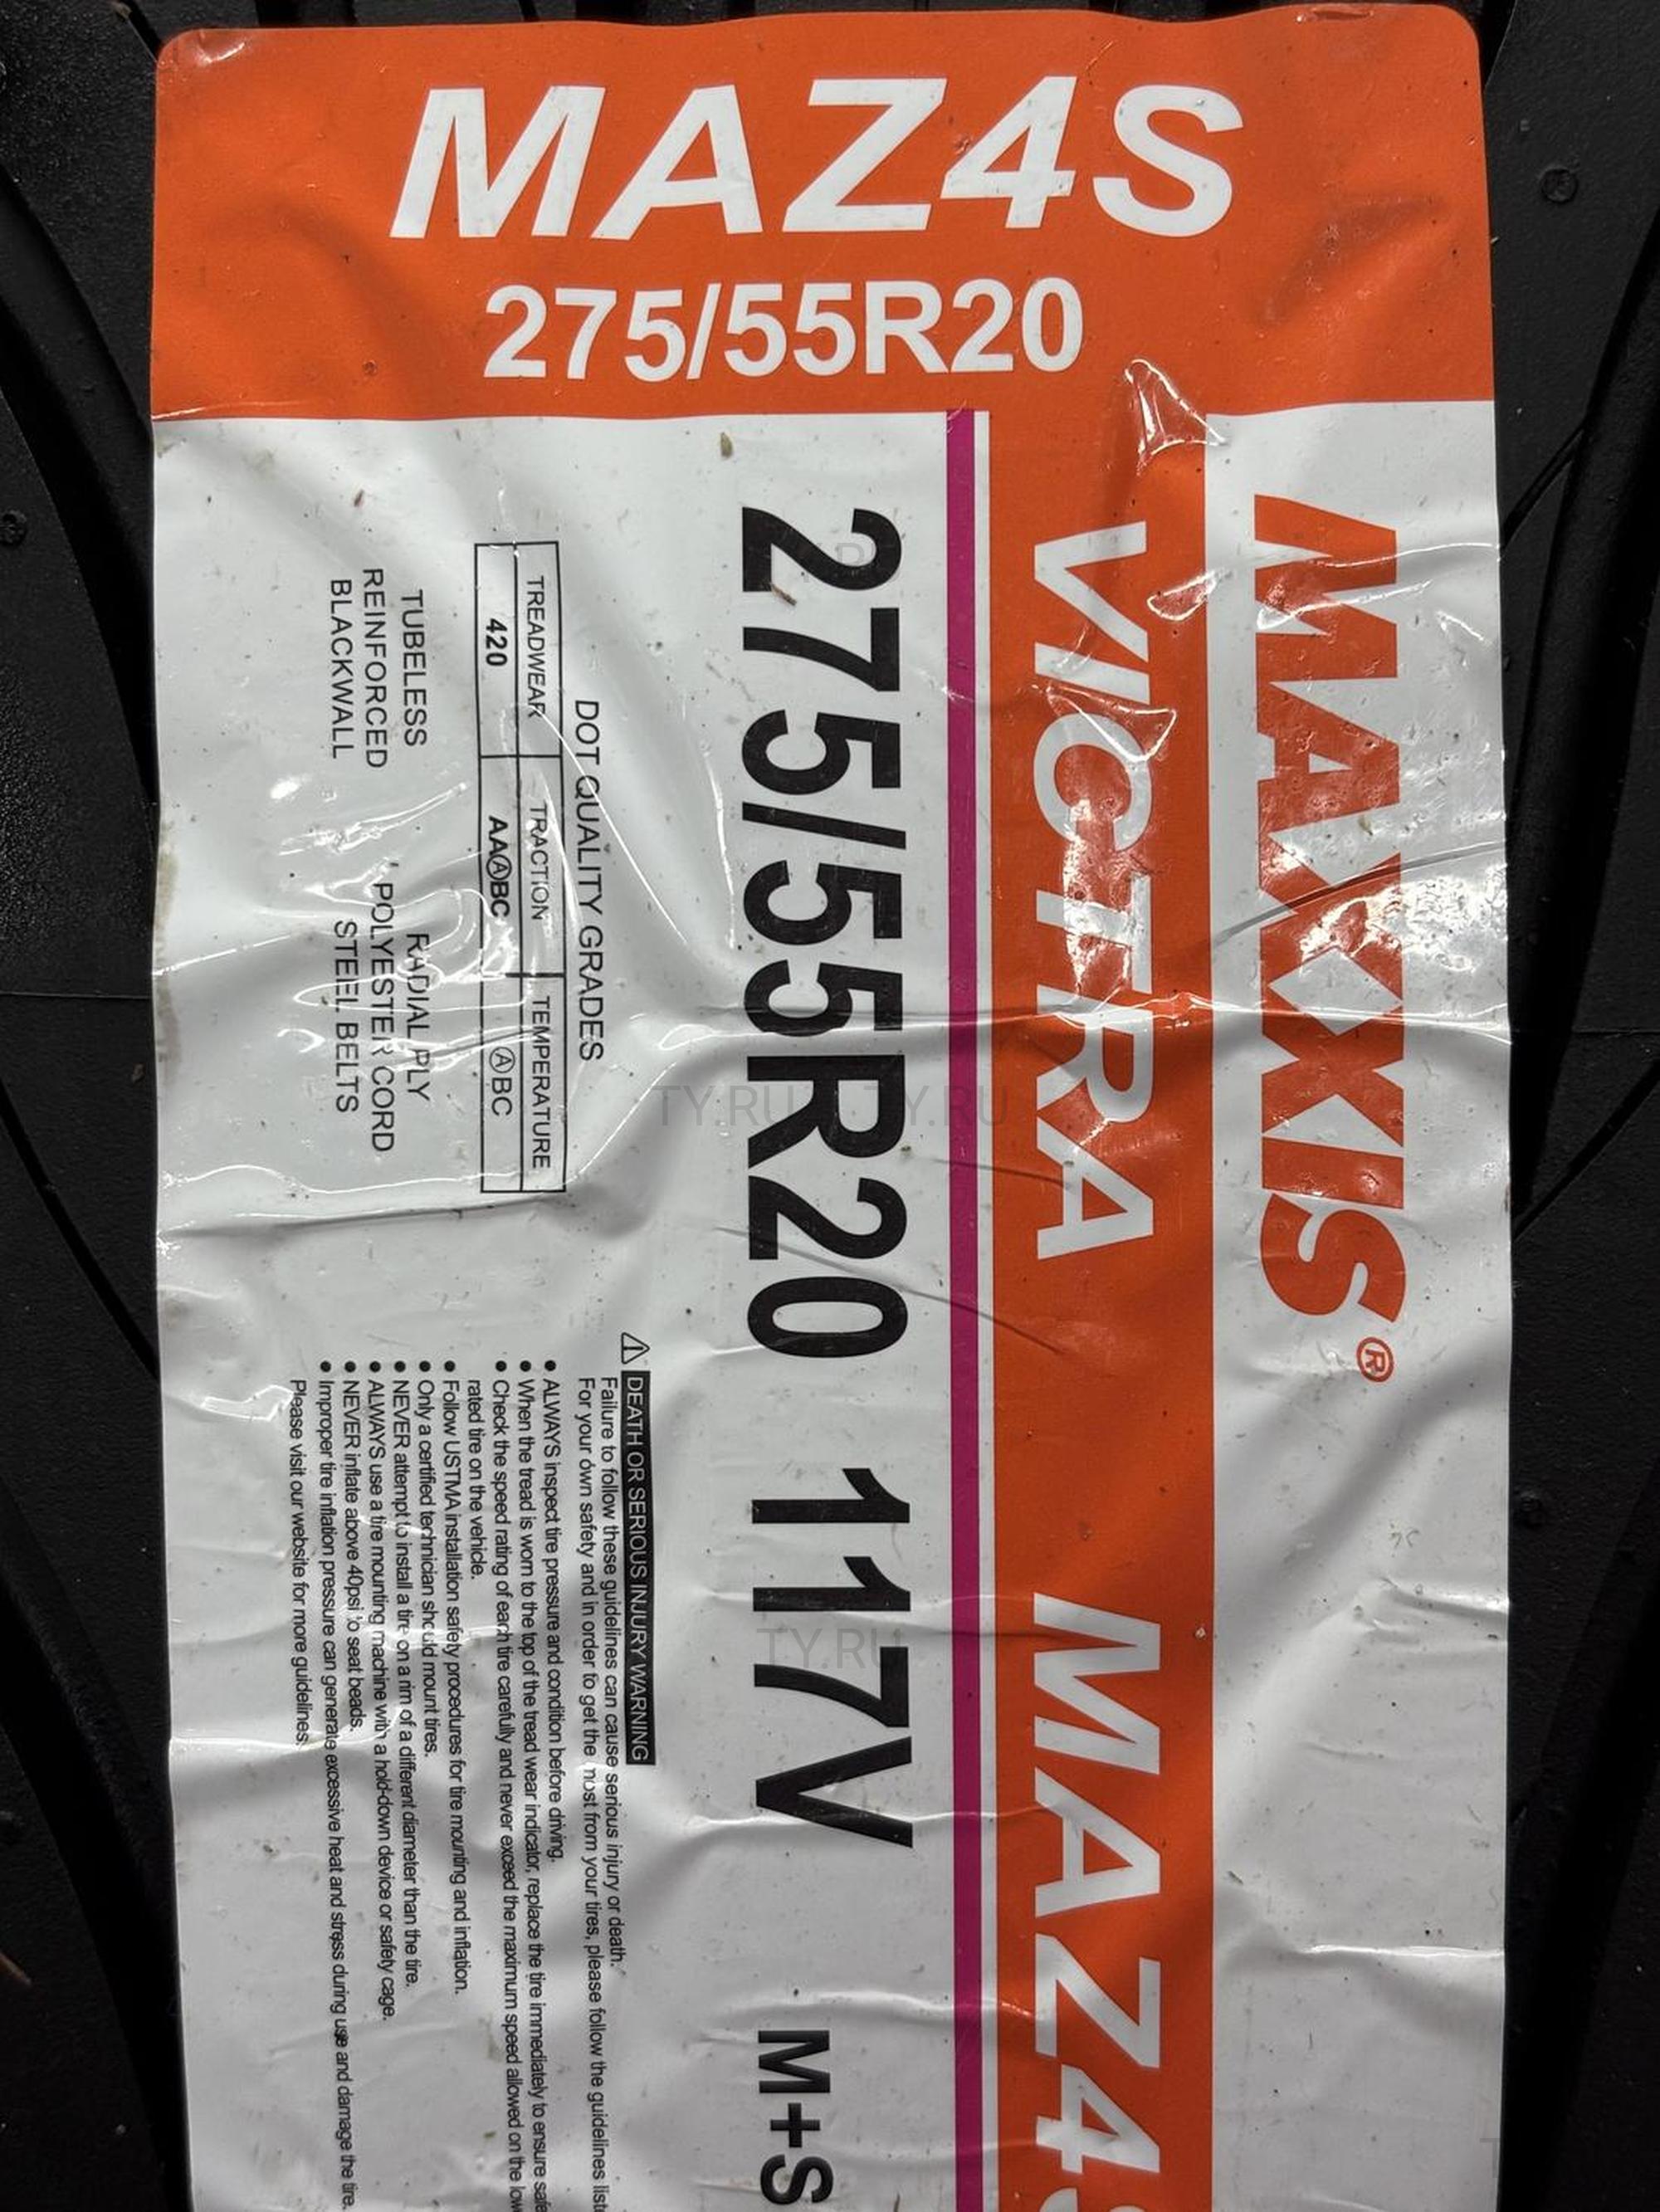 MAZ4S
275/55R20
MAXXIS®
VICTRA MAZ4S
275/55R20 117V M+S
DOT QUALITY GRADES
TREADWEAR TRACTION TEMPERATURE
420 AAⒶBC ⒶBC
TUBELESS RADIAL PLY
REINFORCED POLYESTER CORD
BLACKWALL STEEL BELTS
⚠ DEATH OR SERIOUS INJURY WARNING
Failure to follow these guidelines can cause serious injury or death.
For your own safety and in order to get the most from your tires, please follow the guidelines
● ALWAYS inspect tire pressure and condition before driving.
● When the tread is worn to the top of the tread wear indicator, replace the tire immediately to ensure
● Check the speed rating of each tire carefully and never exceed the maximum speed allowed on the
rated tire on the vehicle.
● Follow USTMA installation safety procedures for tire mounting and inflation.
● Only a certified technician should mount tires.
● NEVER attempt to install a tire on a rim of a different diameter than the tire.
● ALWAYS use a tire mounting machine with a hold-down device or safety cage.
● NEVER inflate above 40psi to seat beads.
● Improper tire inflation pressure can generate excessive heat and stress during use and damage the tire.
Please visit our website for more guidelines.
TY.RU TY.RU
TY.RU